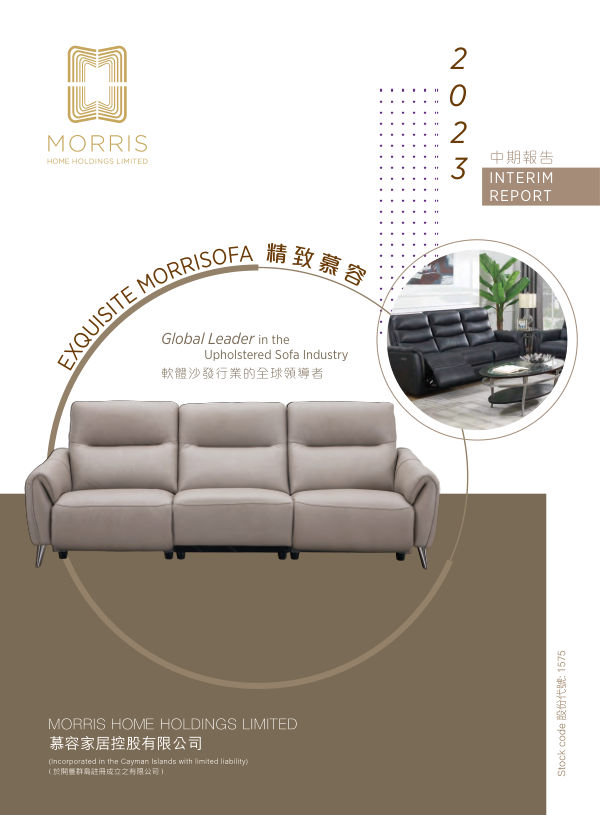 MORRIS
HOME HOLDINGS LIMITED
2023
中期報告
INTERIM
REPORT
EXQUISITE MORRISOFA 精致慕容
Global Leader in the
Upholstered Sofa Industry
軟體沙發行業的全球領導者
MORRIS HOME HOLDINGS LIMITED
慕容家居控股有限公司
(Incorporated in the Cayman Islands with limited liability)
(於開曼群島註冊成立之有限公司)
Stock code 股份代號: 1575